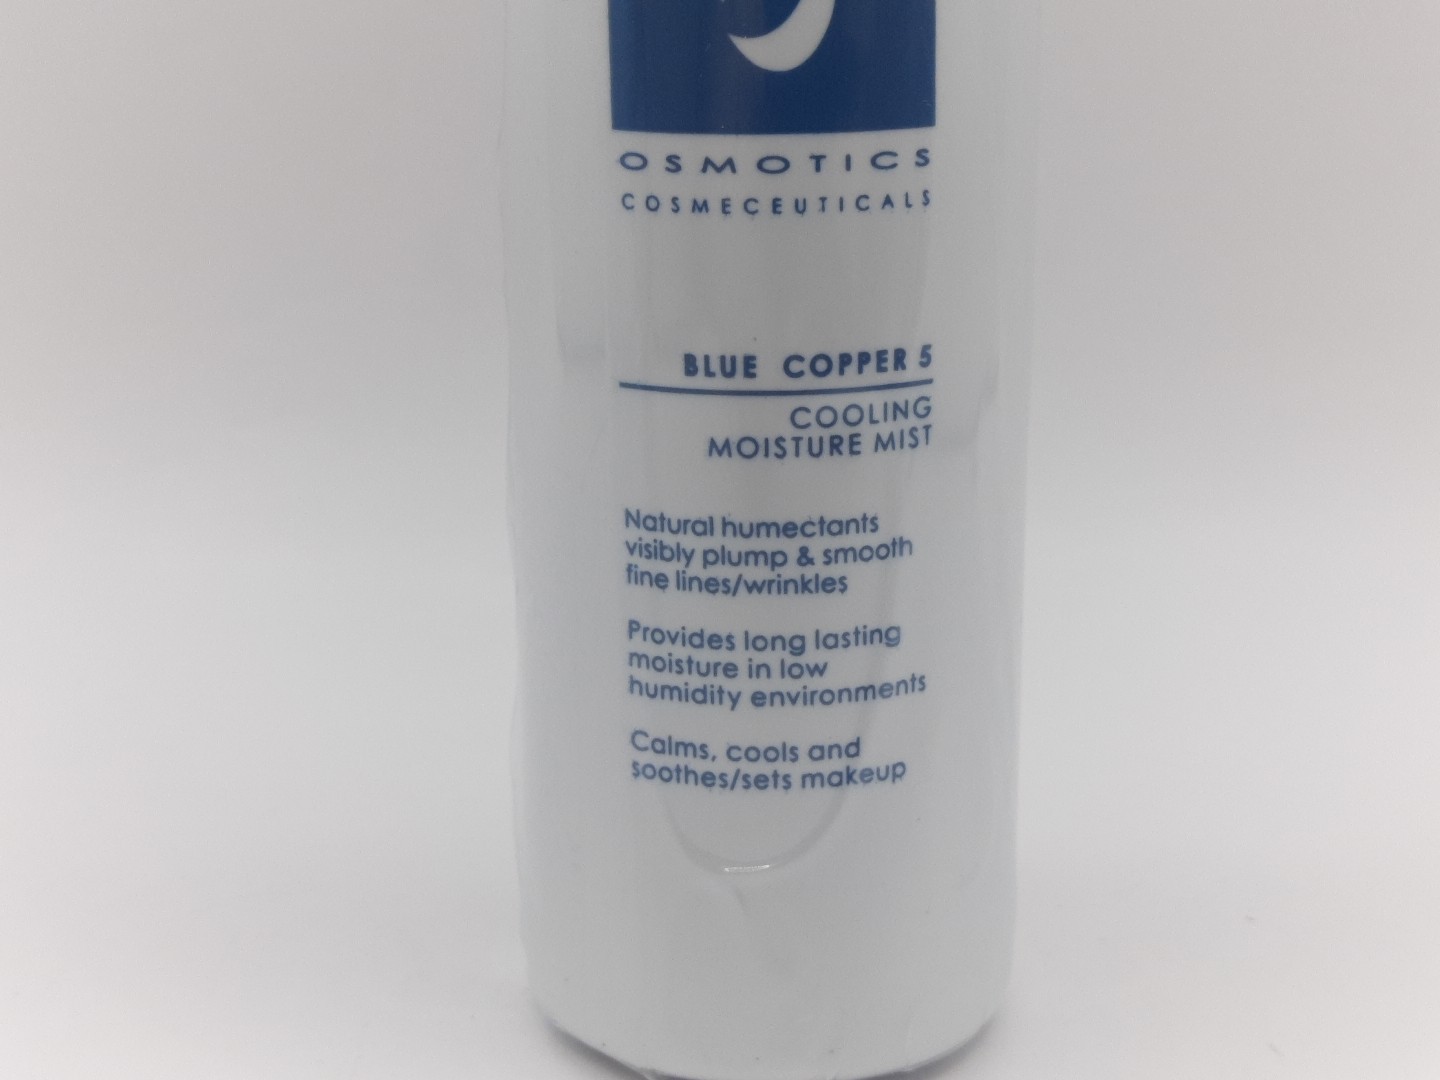 OSMOTICS
COSMECEUTICALS
BLUE COPPER 5
COOLING
MOISTURE MIST
Natural humectants
visibly plump & smooth
fine lines/wrinkles
Provides long lasting
moisture in low
humidity environments
Calms, cools and
soothes/sets makeup